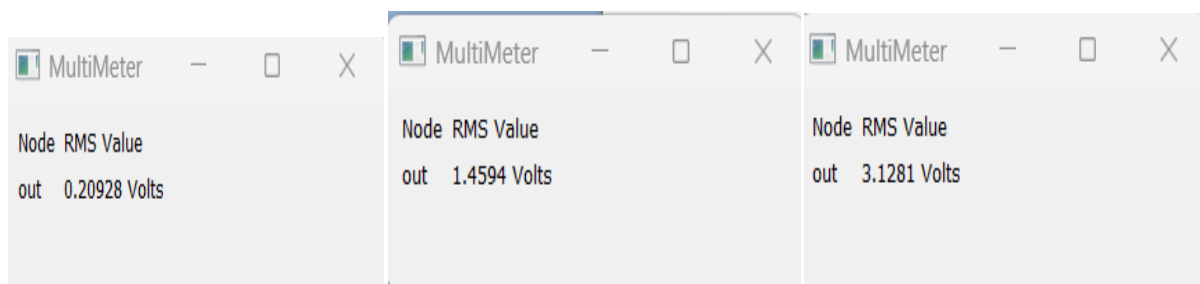 MultiMeter
Node RMS Value
out 0.20928 Volts
MultiMeter
Node RMS Value
out 1.4594 Volts
MultiMeter
Node RMS Value
out 3.1281 Volts